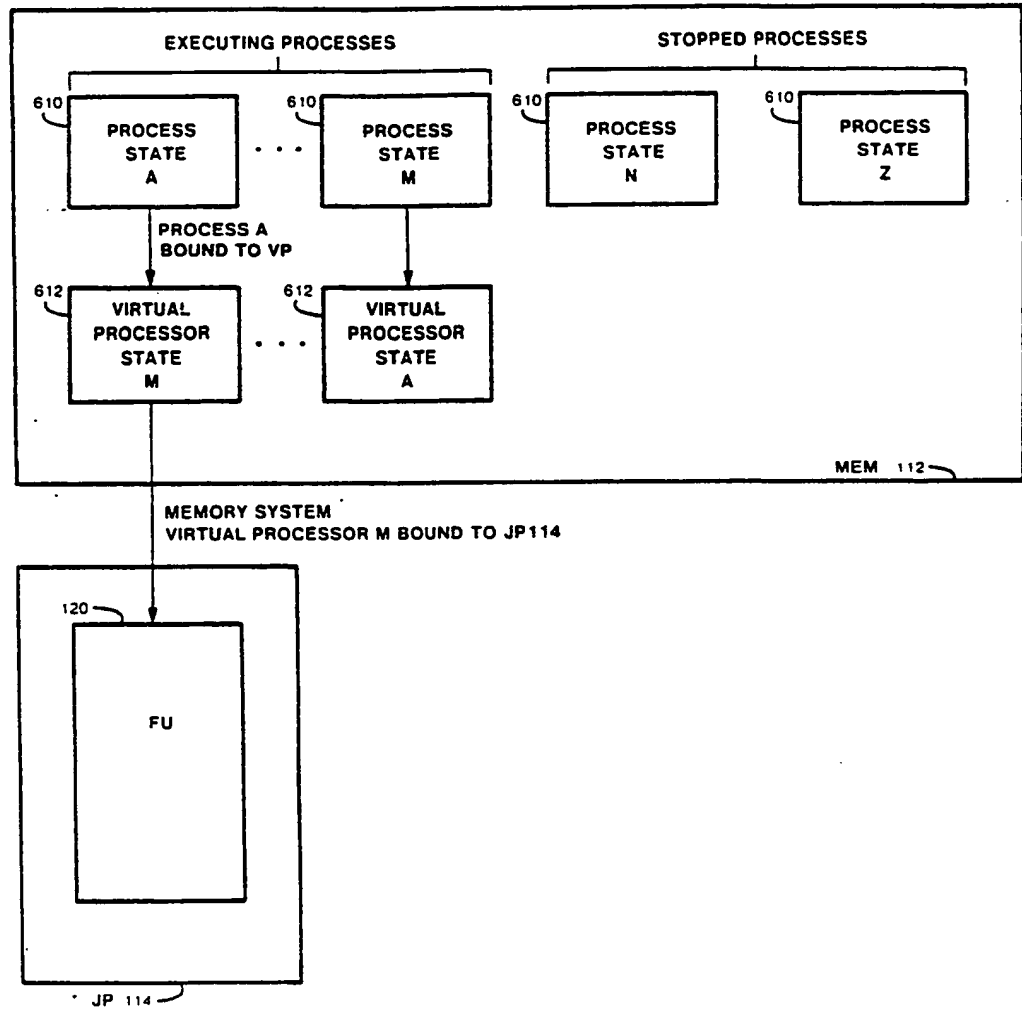 EXECUTING PROCESSES
STOPPED PROCESSES
610
PROCESS
STATE
A
610
PROCESS
STATE
M
610
PROCESS
STATE
N
610
PROCESS
STATE
Z
PROCESS A
BOUND TO VP
612
VIRTUAL
PROCESSOR
STATE
M
612
VIRTUAL
PROCESSOR
STATE
A
MEM 112
MEMORY SYSTEM
VIRTUAL PROCESSOR M BOUND TO JP114
120
FU
JP 114